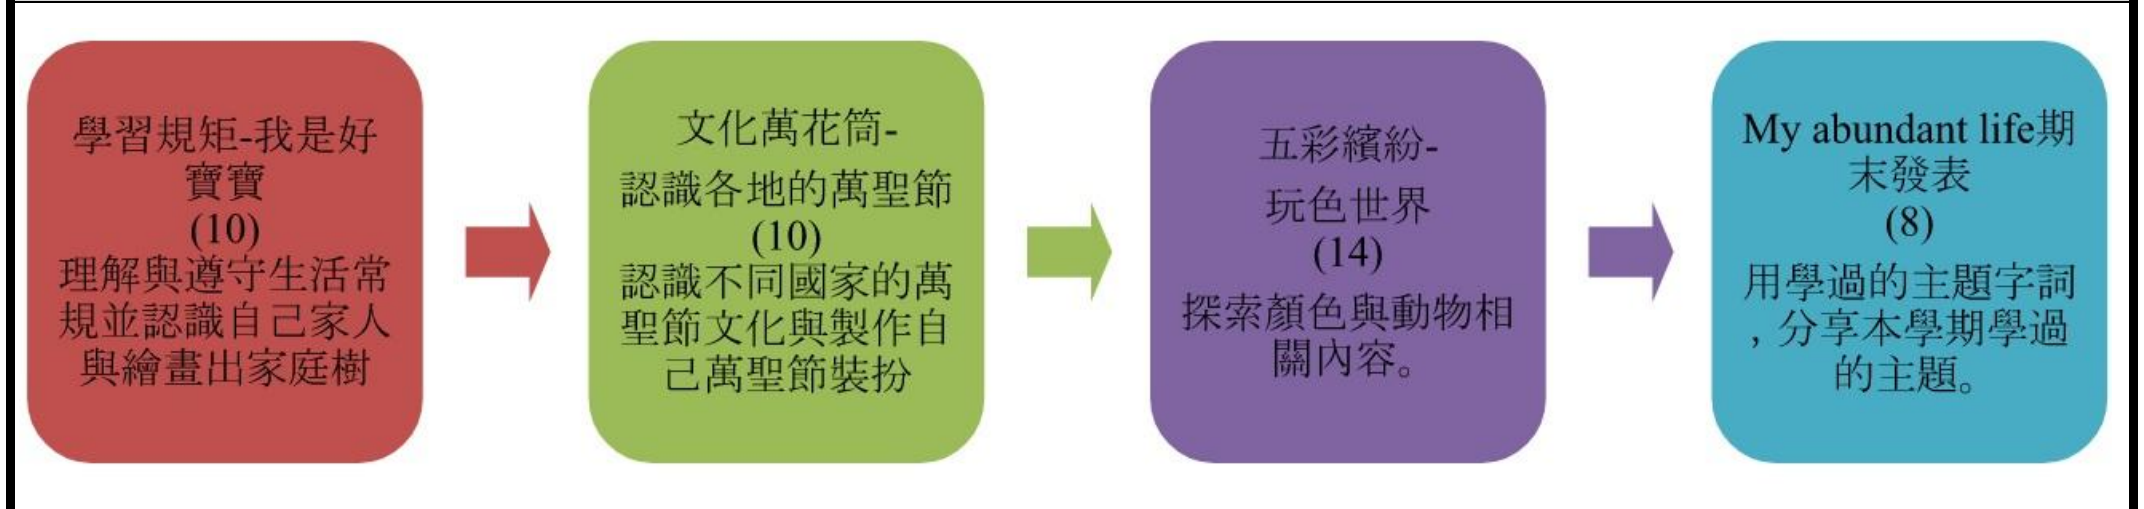 學習規矩-我是好
寶寶
(10)
理解與遵守生活常
規並認識自己家人
與繪畫出家庭樹
文化萬花筒-
認識各地的萬聖節
(10)
認識不同國家的萬
聖節文化與製作自
己萬聖節裝扮
五彩繽紛-
玩色世界
(14)
探索顏色與動物相
關內容。
My abundant life期
末發表
(8)
用學過的主題字詞
，分享本學期學過
的主題。